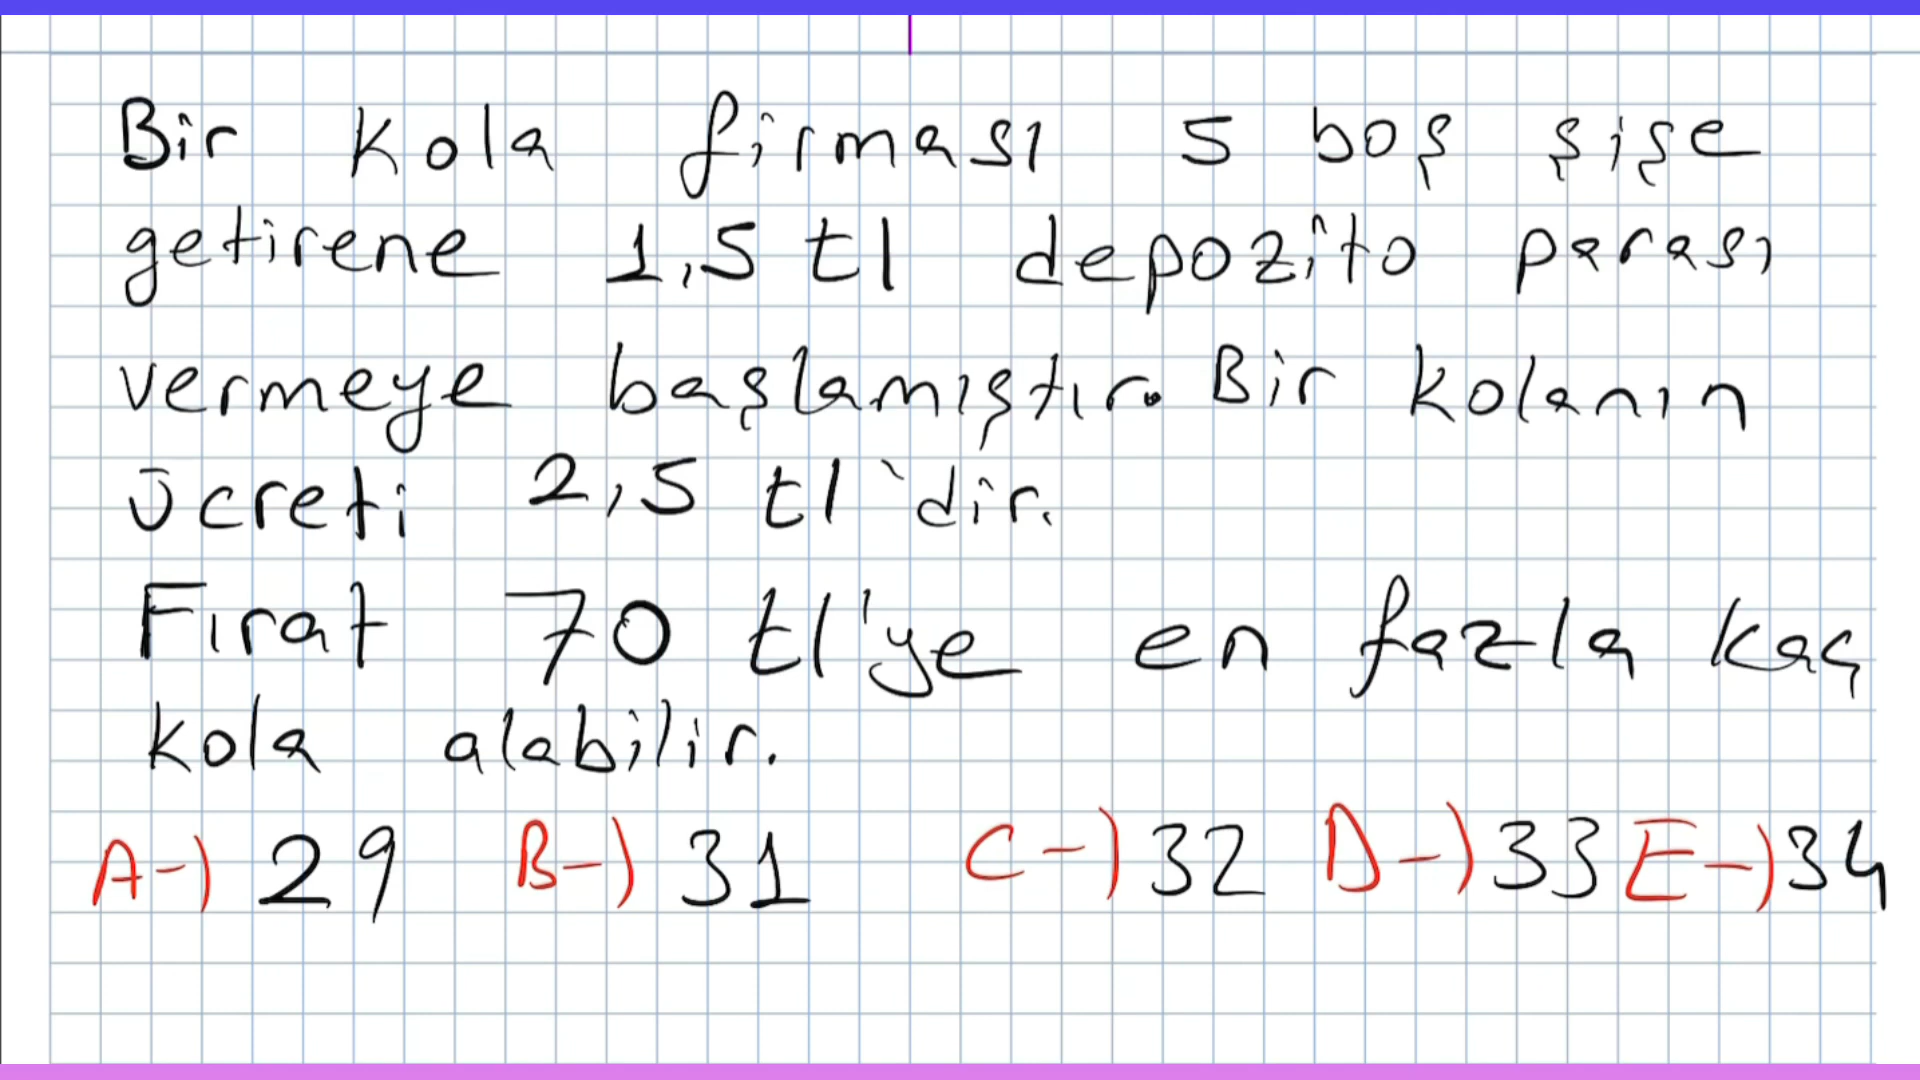 Bir kola firması 5 boş şişe
getirene 1,5 tl depozito parası
vermeye başlamıştır. Bir kolanın
ücreti 2,5 tl'dir.
Fırat 70 tl'ye en fazla kaç
kola alabilir.
A-) 29 B-) 31 C-) 32 D-) 33 E-) 34